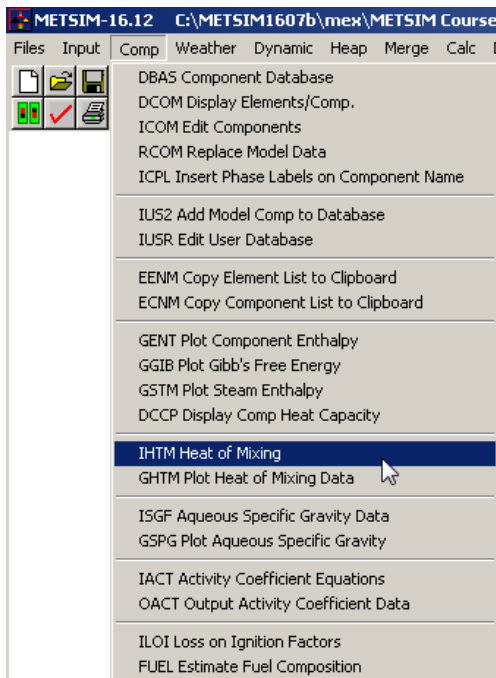 METSIM-16.12 C:\METSIM1607b\mex\METSIM Course
Files Input Comp Weather Dynamic Heap Merge Calc
DBAS Component Database
DCOM Display Elements/Comp.
ICOM Edit Components
RCOM Replace Model Data
ICPL Insert Phase Labels on Component Name
IUS2 Add Model Comp to Database
IUSR Edit User Database
EENM Copy Element List to Clipboard
ECNM Copy Component List to Clipboard
GENT Plot Component Enthalpy
GGIB Plot Gibb's Free Energy
GSTM Plot Steam Enthalpy
DCCP Display Comp Heat Capacity
IHTM Heat of Mixing
GHTM Plot Heat of Mixing Data
ISGF Aqueous Specific Gravity Data
GSPG Plot Aqueous Specific Gravity
IACT Activity Coefficient Equations
OACT Output Activity Coefficient Data
ILOI Loss on Ignition Factors
FUEL Estimate Fuel Composition